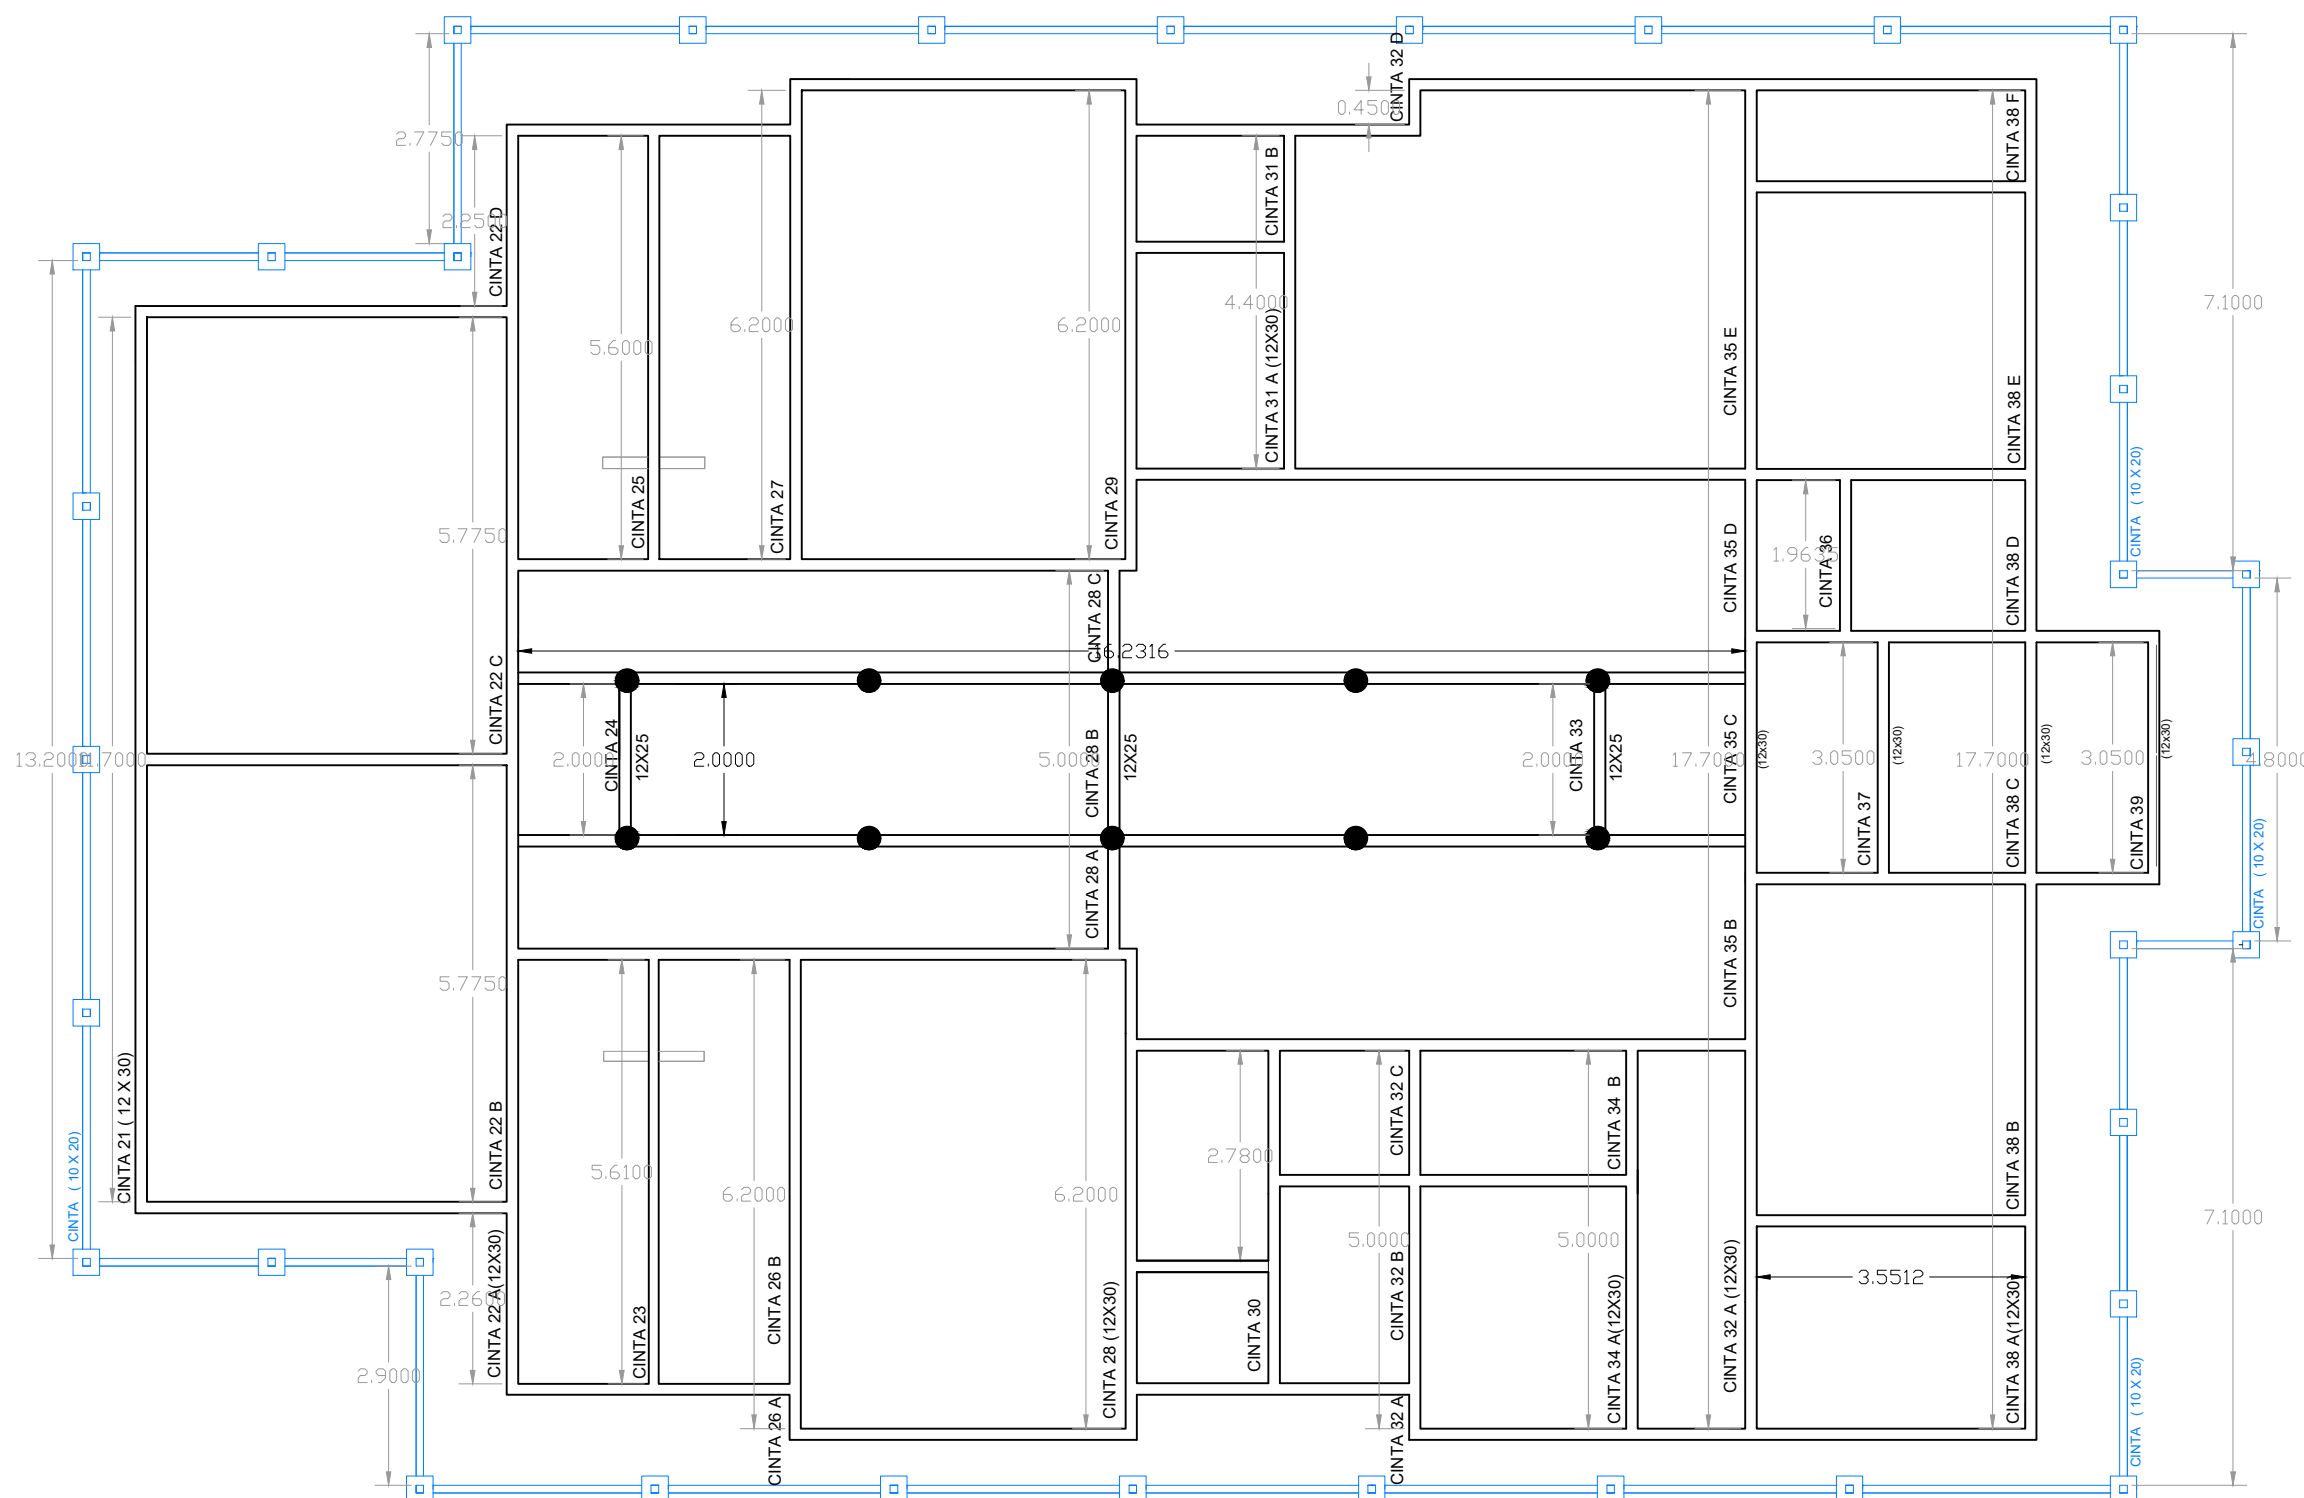 CINTA 32 D
0.4500
2.7750
CINTA 38 F
CINTA 31 B
2.2500
CINTA 22 D
4.4000
7.1000
6.2000
6.2000
5.6000
CINTA 31 A (12X30)
CINTA 35 E
CINTA 38 E
CINTA 25
CINTA 27
CINTA 29
5.7750
CINTA (10 X 20)
CINTA 35 D
CINTA 36
1.9635
CINTA 38 D
CINTA 28 C
16.2316
CINTA 22 C
13.2000
11.7000
2.0000
CINTA 24
12X25
2.0000
5.0000
CINTA 28 B
12X25
2.0000
CINTA 33
12X25
17.7000
CINTA 35 C
(12x30)
3.0500
(12x30)
17.7000
(12x30)
3.0500
(12x30)
4.8000
CINTA 28 A
CINTA 37
CINTA 38 C
CINTA 39
CINTA (10 X 20)
CINTA 35 B
5.7750
CINTA 21 ( 12 X 30)
CINTA ( 10 X 20)
CINTA 22 B
5.6100
6.2000
6.2000
2.7800
CINTA 32 C
CINTA 34 B
CINTA 38 B
7.1000
5.0000
5.0000
3.5512
2.2600
CINTA 22 A(12X30)
2.9000
CINTA 23
CINTA 26 B
CINTA 28 (12X30)
CINTA 30
CINTA 32 B
CINTA 34 A(12X30)
CINTA 32 A (12X30)
CINTA 38 A(12X30)
CINTA (10 X 20)
CINTA 26 A
CINTA 32 A